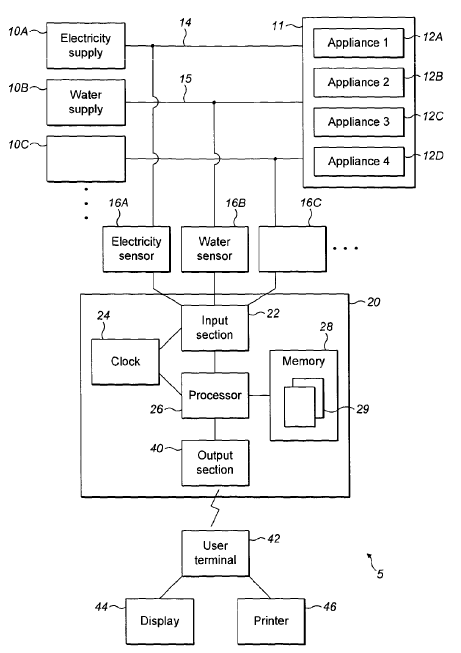 10A
Electricity
supply
14
11
Appliance 1
12A
10B
Water
supply
15
Appliance 2
12B
Appliance 3
12C
10C
Appliance 4
12D
16A
Electricity
sensor
16B
Water
sensor
16C
20
24
Clock
Input
section
22
28
Memory
29
Processor
26
40
Output
section
User
terminal
42
5
44
Display
Printer
46